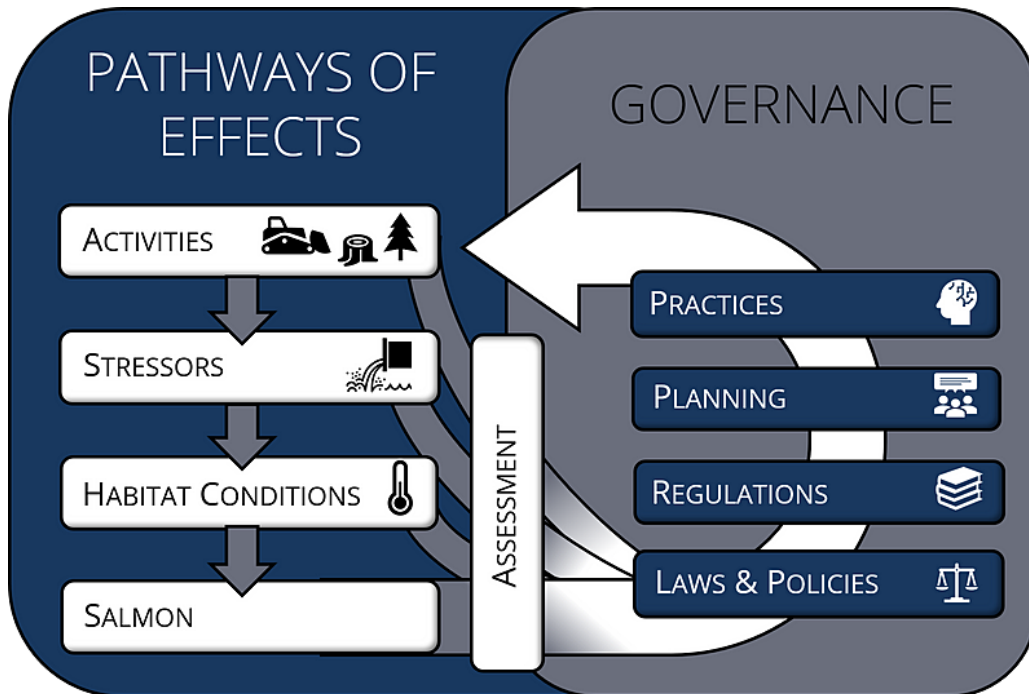 PATHWAYS OF
EFFECTS
GOVERNANCE
ACTIVITIES
STRESSORS
HABITAT CONDITIONS
SALMON
ASSESSMENT
PRACTICES
PLANNING
REGULATIONS
LAWS & POLICIES